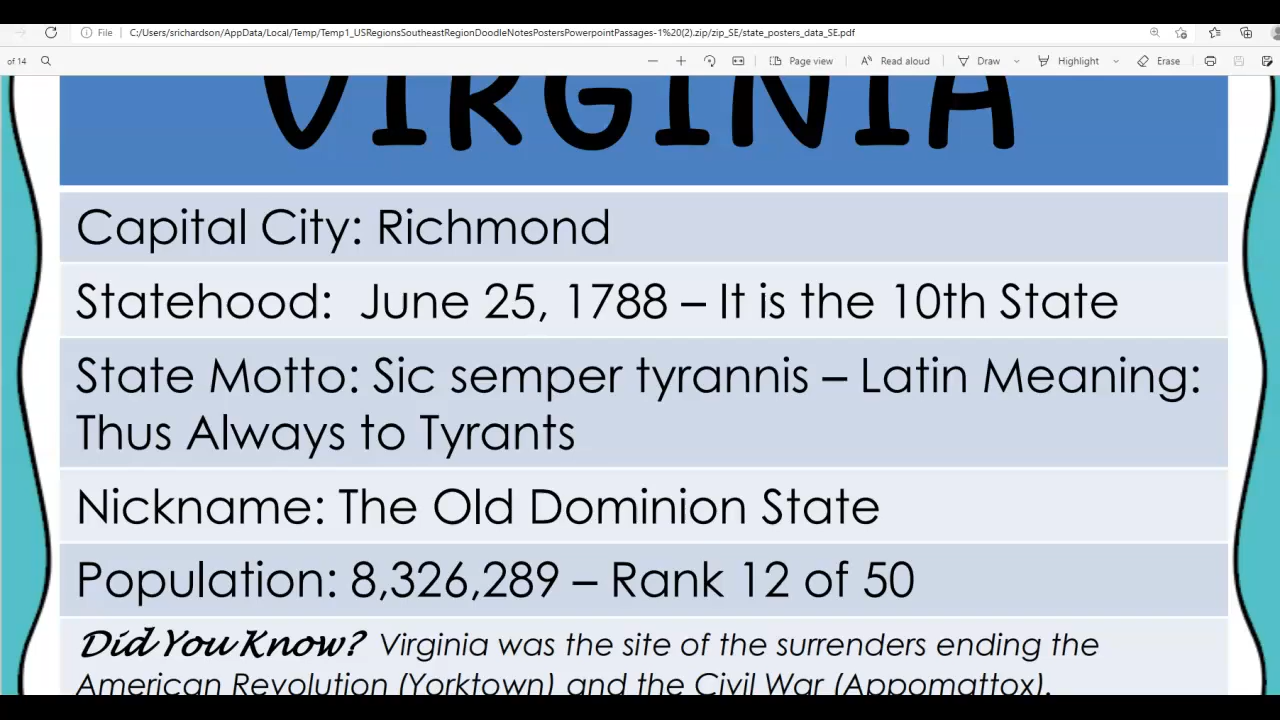 File C:/Users/srichardson/AppData/Local/Temp/Temp1_USRegionsSoutheastRegionDoodleNotesPostersPowerpointPassages-1%20(2).zip/zip_SE/state_posters_data_SE.pdf
of 14 Page view Read aloud Draw Highlight Erase
VIRGINIA
Capital City: Richmond
Statehood: June 25, 1788 – It is the 10th State
State Motto: Sic semper tyrannis – Latin Meaning:
Thus Always to Tyrants
Nickname: The Old Dominion State
Population: 8,326,289 – Rank 12 of 50
Did You Know? Virginia was the site of the surrenders ending the
American Revolution (Yorktown) and the Civil War (Appomattox).